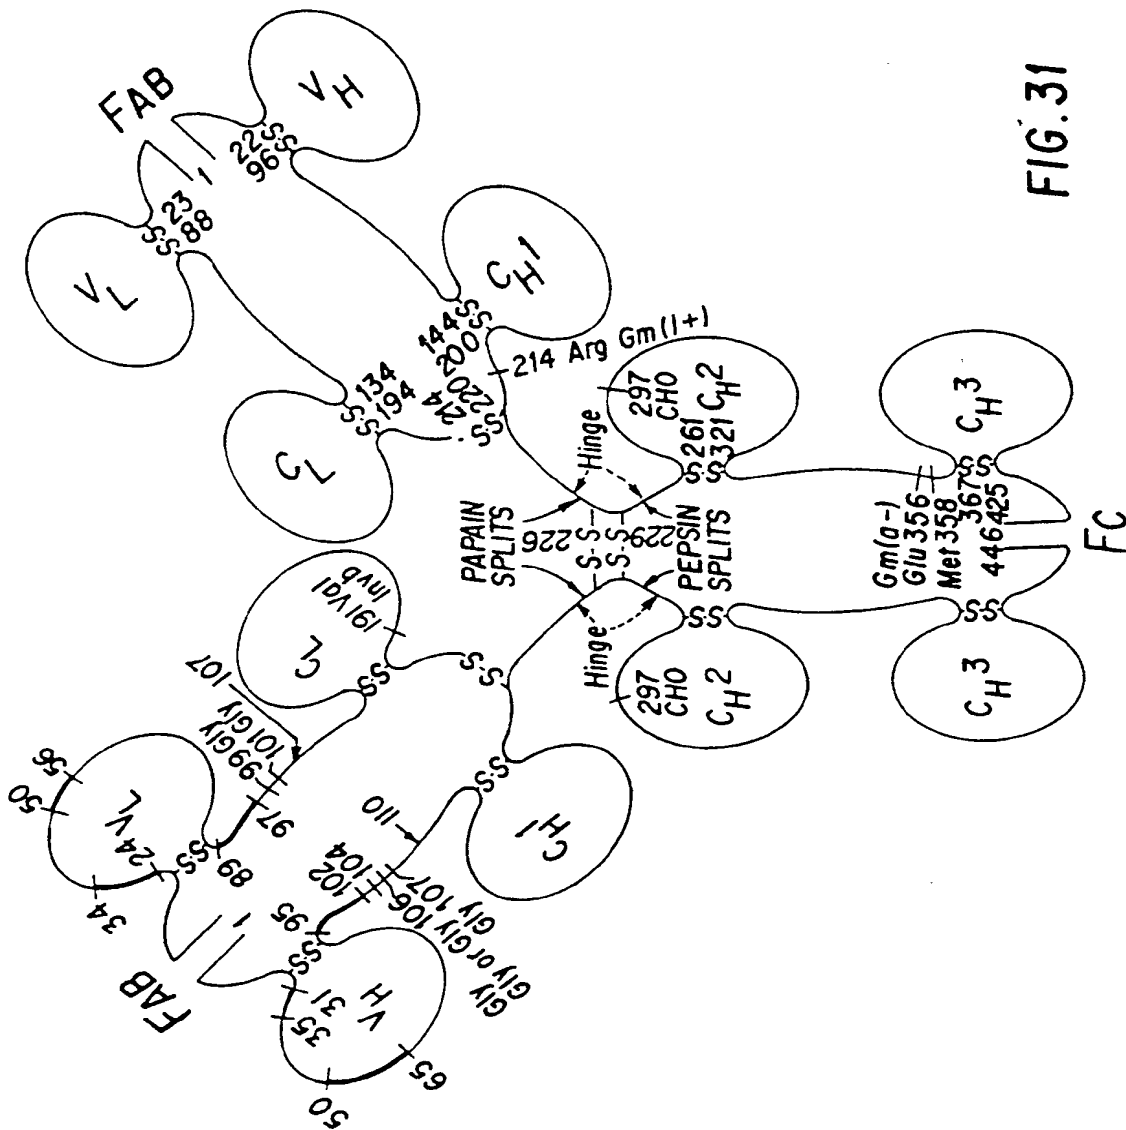 FAB
V H
22
96
S S
1
23
88
S S
V L
C H 1
144
200
S S
134
194
S S
C L
214
220
S S
214 Arg Gm(1+)
FAB
50
56
V L
34
24
S S
89
97
99 Gly
101 Gly
107
C L
191 Val
Invb
S S
1
95
S S
V H
31
35
50
65
102
104
Gly 106
Gly or Gly 107
110
C H 1
S S
S S
PAPAIN
SPLITS
Hinge
226
S-S
S-S
229
Hinge
PEPSIN
SPLITS
297
CHO
C H 2
261
321
S S
297
CHO
C H 2
S S
Gm(a-)
Glu 356
Met 358
367
425
446
S S
C H 3
C H 3
S S
FC
FIG. 31